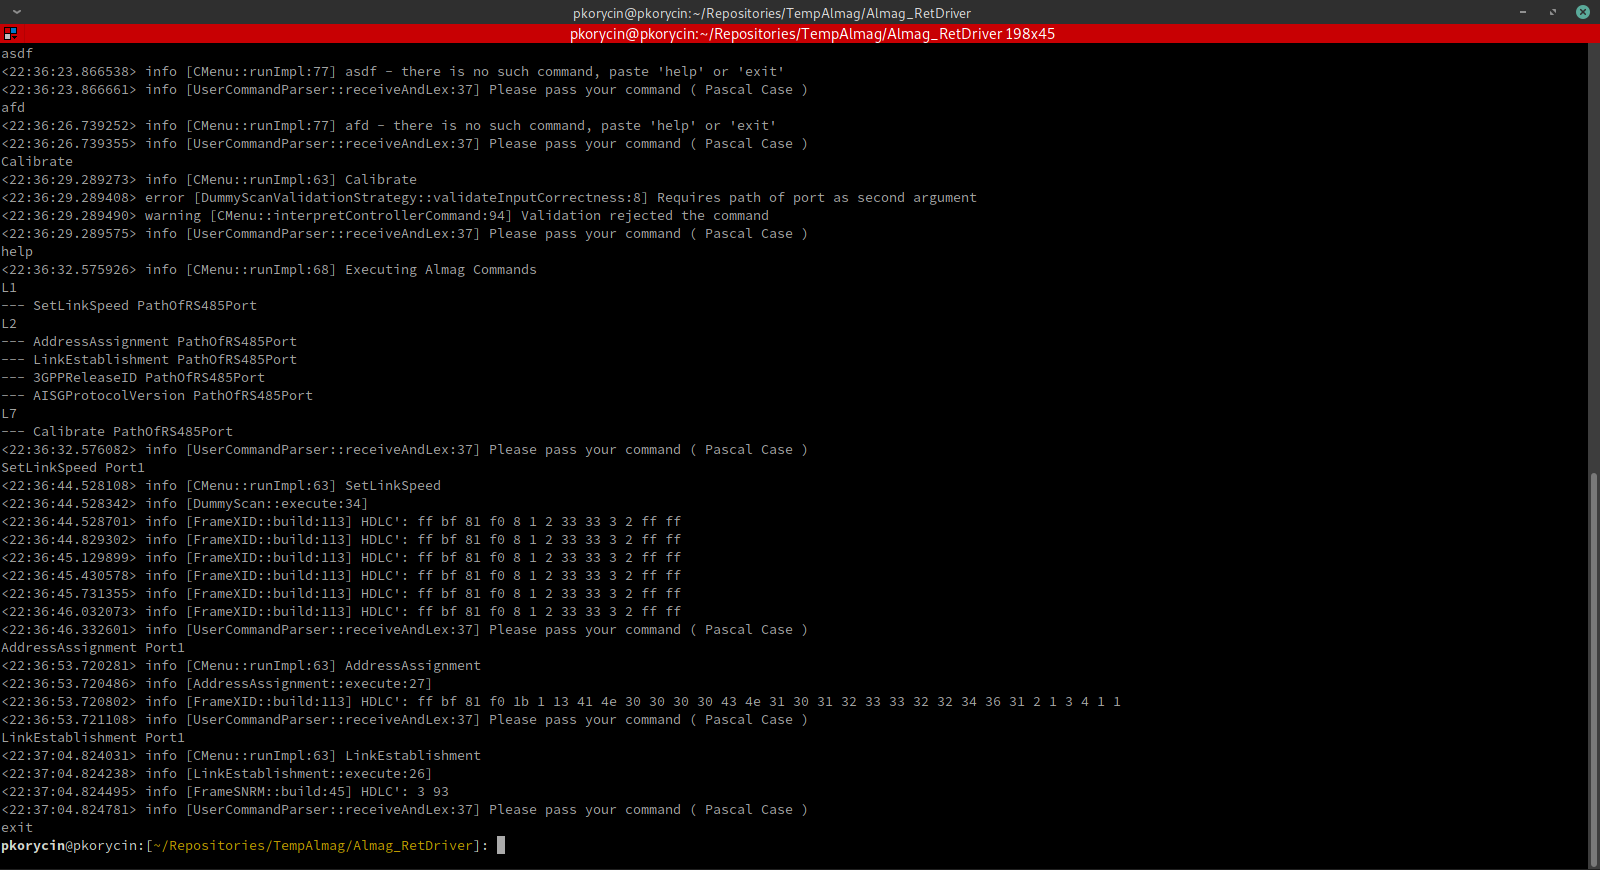 pkorycin@pkorycin:~/Repositories/TempAlmag/Almag_RetDriver
pkorycin@pkorycin:~/Repositories/TempAlmag/Almag_RetDriver 198x45
asdf
<22:36:23.866538> info [CMenu::runImpl:77] asdf - there is no such command, paste 'help' or 'exit'
<22:36:23.866661> info [UserCommandParser::receiveAndLex:37] Please pass your command ( Pascal Case )
afd
<22:36:26.739252> info [CMenu::runImpl:77] afd - there is no such command, paste 'help' or 'exit'
<22:36:26.739355> info [UserCommandParser::receiveAndLex:37] Please pass your command ( Pascal Case )
Calibrate
<22:36:29.289273> info [CMenu::runImpl:63] Calibrate
<22:36:29.289408> error [DummyScanValidationStrategy::validateInputCorrectness:8] Requires path of port as second argument
<22:36:29.289490> warning [CMenu::interpretControllerCommand:94] Validation rejected the command
<22:36:29.289575> info [UserCommandParser::receiveAndLex:37] Please pass your command ( Pascal Case )
help
<22:36:32.575926> info [CMenu::runImpl:68] Executing Almag Commands
L1
--- SetLinkSpeed PathOfRS485Port
L2
--- AddressAssignment PathOfRS485Port
--- LinkEstablishment PathOfRS485Port
--- 3GPPReleaseID PathOfRS485Port
--- AISGProtocolVersion PathOfRS485Port
L7
--- Calibrate PathOfRS485Port
<22:36:32.576082> info [UserCommandParser::receiveAndLex:37] Please pass your command ( Pascal Case )
SetLinkSpeed Port1
<22:36:44.528108> info [CMenu::runImpl:63] SetLinkSpeed
<22:36:44.528342> info [DummyScan::execute:34]
<22:36:44.528701> info [FrameXID::build:113] HDLC': ff bf 81 f0 8 1 2 33 33 3 2 ff ff
<22:36:44.829302> info [FrameXID::build:113] HDLC': ff bf 81 f0 8 1 2 33 33 3 2 ff ff
<22:36:45.129899> info [FrameXID::build:113] HDLC': ff bf 81 f0 8 1 2 33 33 3 2 ff ff
<22:36:45.430578> info [FrameXID::build:113] HDLC': ff bf 81 f0 8 1 2 33 33 3 2 ff ff
<22:36:45.731355> info [FrameXID::build:113] HDLC': ff bf 81 f0 8 1 2 33 33 3 2 ff ff
<22:36:46.032073> info [FrameXID::build:113] HDLC': ff bf 81 f0 8 1 2 33 33 3 2 ff ff
<22:36:46.332601> info [UserCommandParser::receiveAndLex:37] Please pass your command ( Pascal Case )
AddressAssignment Port1
<22:36:53.720281> info [CMenu::runImpl:63] AddressAssignment
<22:36:53.720486> info [AddressAssignment::execute:27]
<22:36:53.720802> info [FrameXID::build:113] HDLC': ff bf 81 f0 1b 1 13 41 4e 30 30 30 30 43 4e 31 30 31 32 33 33 32 32 34 36 31 2 1 3 4 1 1
<22:36:53.721108> info [UserCommandParser::receiveAndLex:37] Please pass your command ( Pascal Case )
LinkEstablishment Port1
<22:37:04.824031> info [CMenu::runImpl:63] LinkEstablishment
<22:37:04.824238> info [LinkEstablishment::execute:26]
<22:37:04.824495> info [FrameSNRM::build:45] HDLC': 3 93
<22:37:04.824781> info [UserCommandParser::receiveAndLex:37] Please pass your command ( Pascal Case )
exit
pkorycin@pkorycin:[~/Repositories/TempAlmag/Almag_RetDriver]: